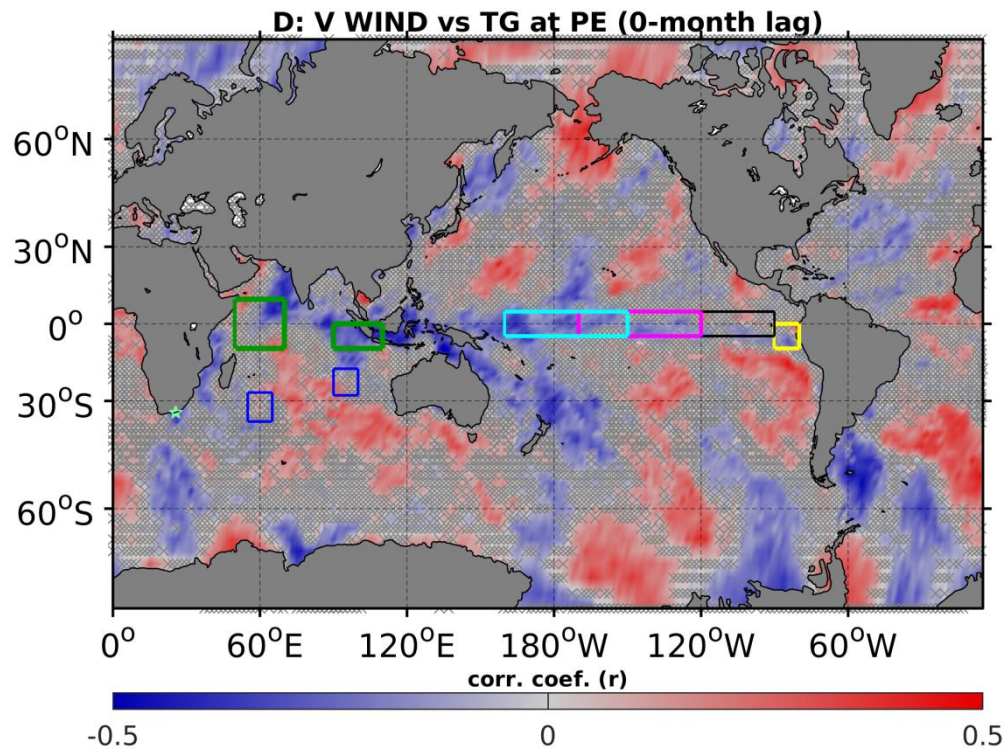 D: V WIND vs TG at PE (0-month lag)
60°N
30°N
0°
30°S
60°S
0° 60°E 120°E 180°W 120°W 60°W
corr. coef. (r)
-0.5 0 0.5